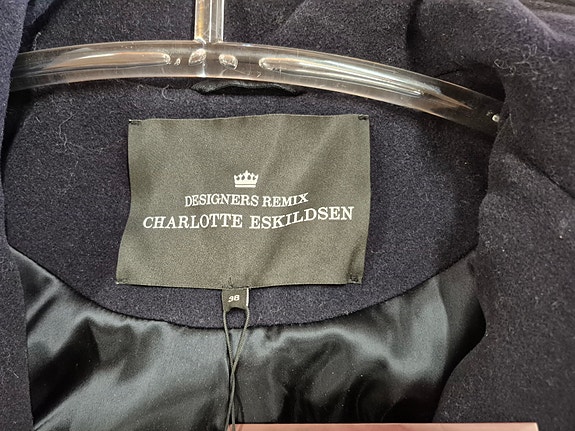 DESIGNERS REMIX
CHARLOTTE ESKILDSEN
38